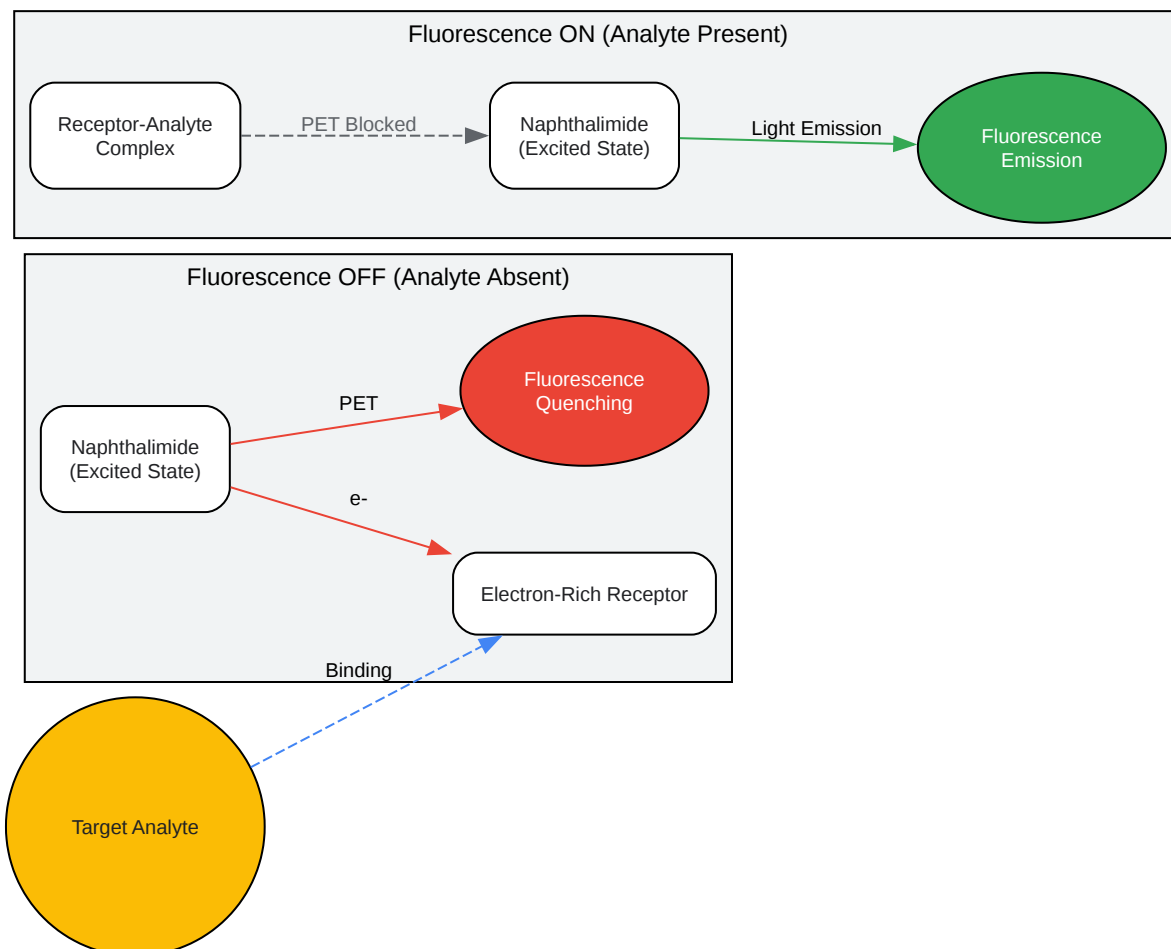 Fluorescence ON (Analyte Present)
Receptor-Analyte
Complex
PET Blocked
Naphthalimide
(Excited State)
Light Emission
Fluorescence
Emission
Fluorescence OFF (Analyte Absent)
Naphthalimide
(Excited State)
PET
Fluorescence
Quenching
e-
Electron-Rich Receptor
Binding
Target Analyte